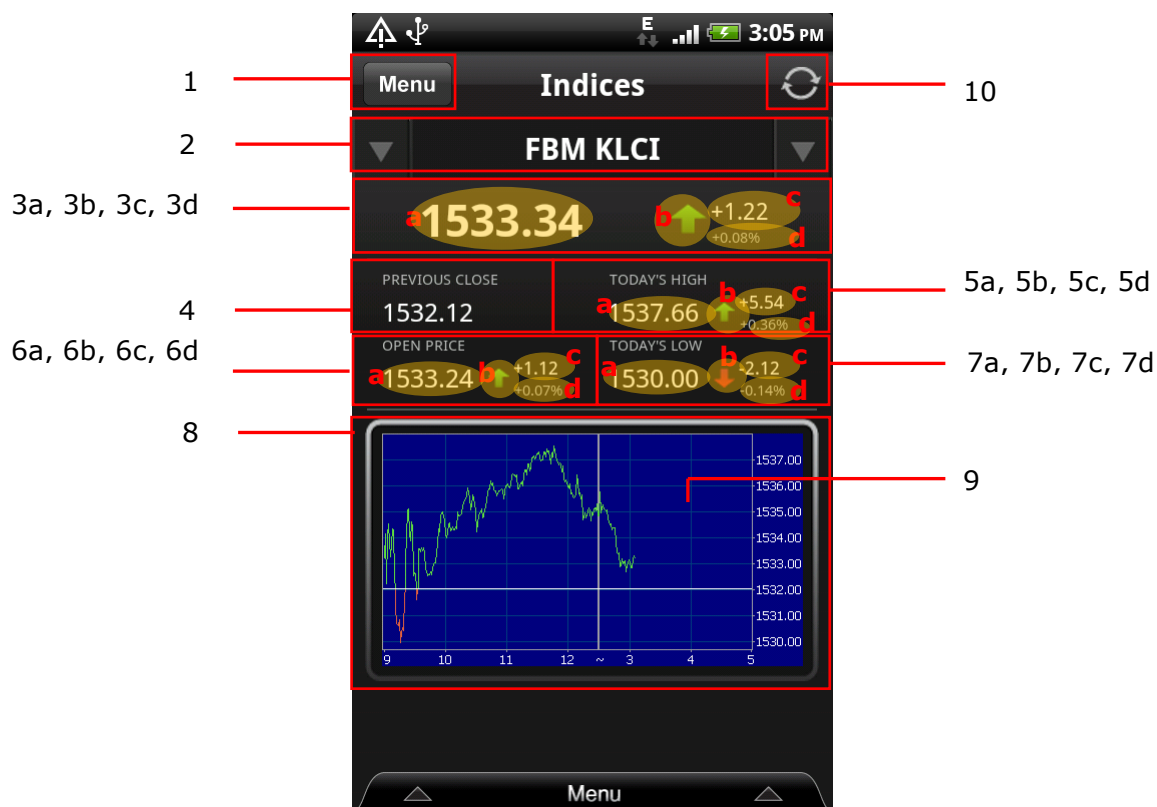 E
3:05 PM
1
Menu
Indices
10
2
FBM KLCI
3a, 3b, 3c, 3d
a
1533.34
b
+1.22
c
+0.08%
d
PREVIOUS CLOSE
1532.12
4
TODAY'S HIGH
a
1537.66
b
+5.54
c
+0.36%
d
5a, 5b, 5c, 5d
6a, 6b, 6c, 6d
OPEN PRICE
a
1533.24
b
+1.12
c
+0.07%
d
TODAY'S LOW
a
1530.00
b
-2.12
c
-0.14%
d
7a, 7b, 7c, 7d
8
1537.00
1536.00
1535.00
1534.00
1533.00
1532.00
1531.00
1530.00
9
9 10 11 12 ~ 3 4 5
Menu